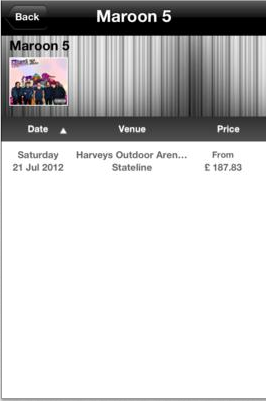 Back
Maroon 5
Maroon 5
Date ▲ Venue Price
Saturday Harveys Outdoor Aren... From
21 Jul 2012 Stateline £ 187.83